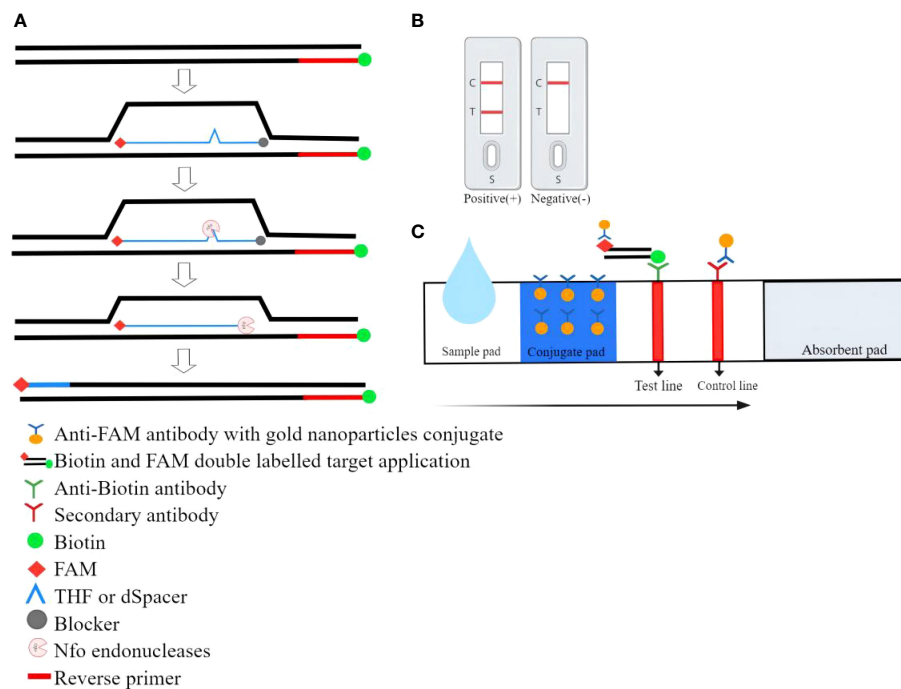 A
B
C
T
S
Positive(+)
C
T
S
Negative(-)
C
Sample pad
Conjugate pad
Test line
Control line
Absorbent pad
Anti-FAM antibody with gold nanoparticles conjugate
Biotin and FAM double labelled target application
Anti-Biotin antibody
Secondary antibody
Biotin
FAM
THF or dSpacer
Blocker
Nfo endonucleases
Reverse primer